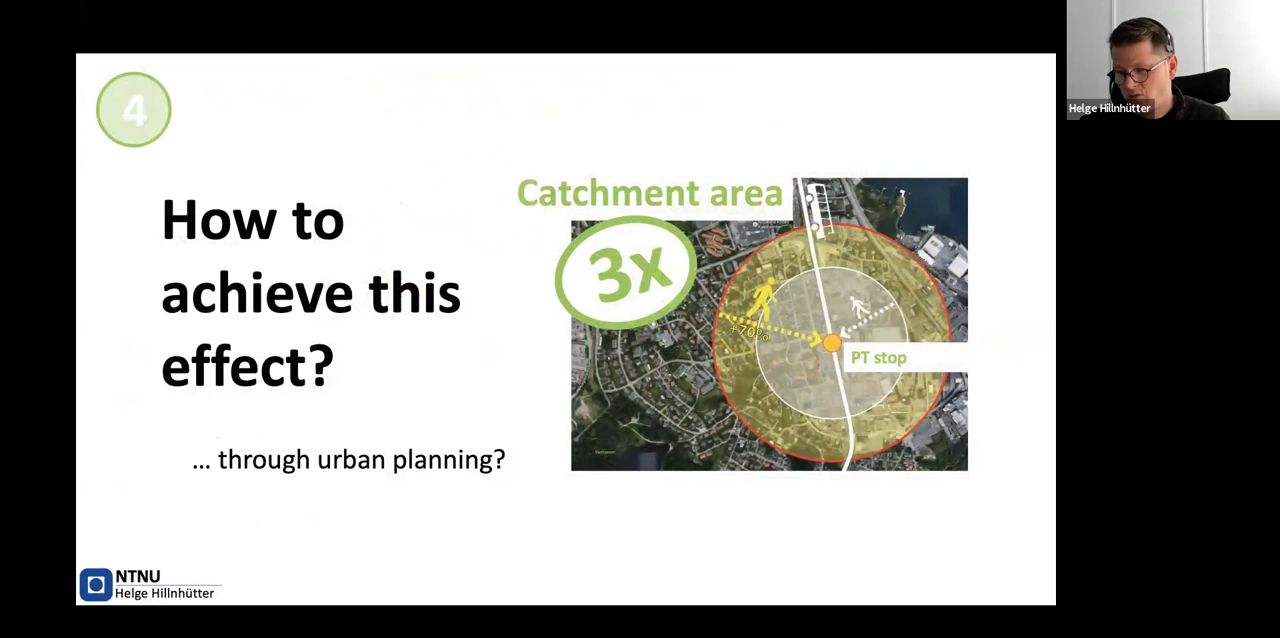 4
How to
achieve this
effect?
... through urban planning?
Catchment area
3x
+70%
PT stop
NTNU
Helge Hillnhütter
Helge Hillnhütter